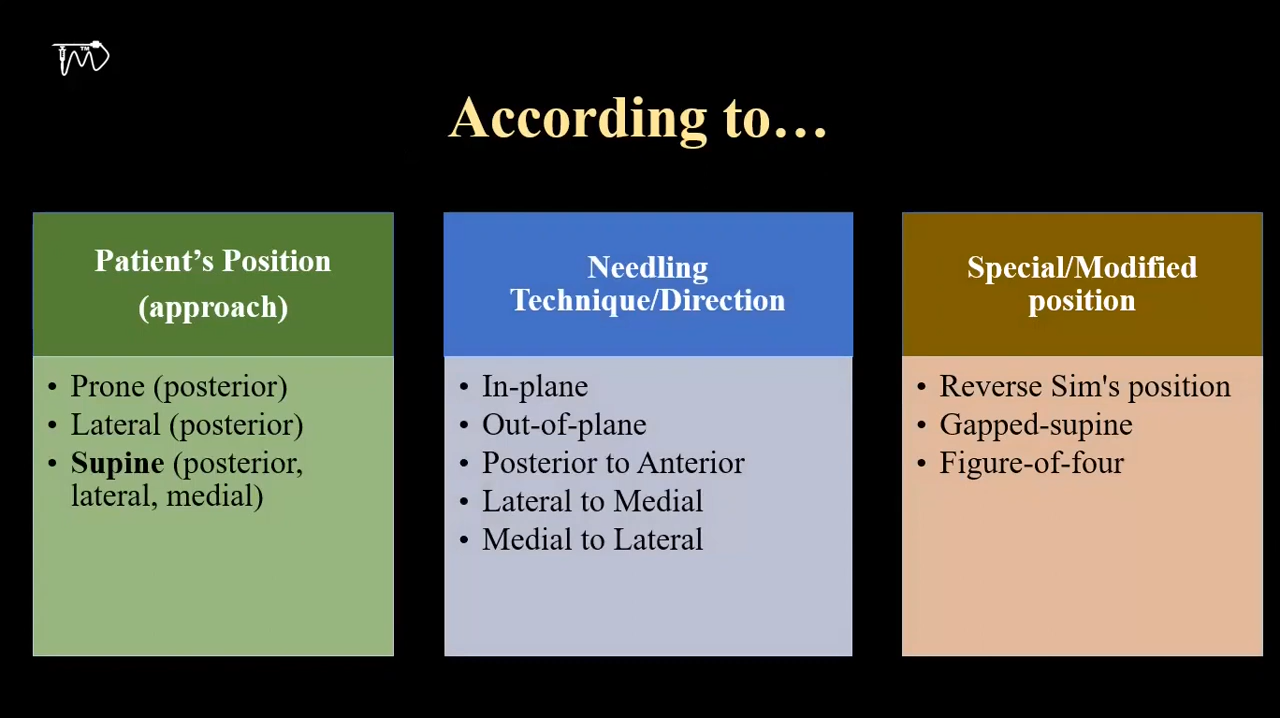 TM
According to…
Patient’s Position
(approach)
• Prone (posterior)
• Lateral (posterior)
• Supine (posterior,
lateral, medial)
Needling
Technique/Direction
• In-plane
• Out-of-plane
• Posterior to Anterior
• Lateral to Medial
• Medial to Lateral
Special/Modified
position
• Reverse Sim's position
• Gapped-supine
• Figure-of-four